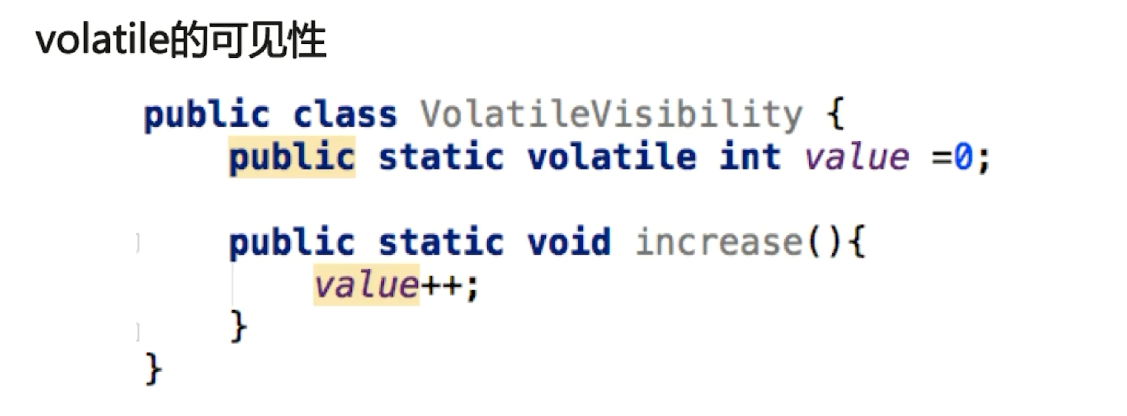 volatile的可见性
public class VolatileVisibility {
public static volatile int value =0;
public static void increase(){
value++;
}
}